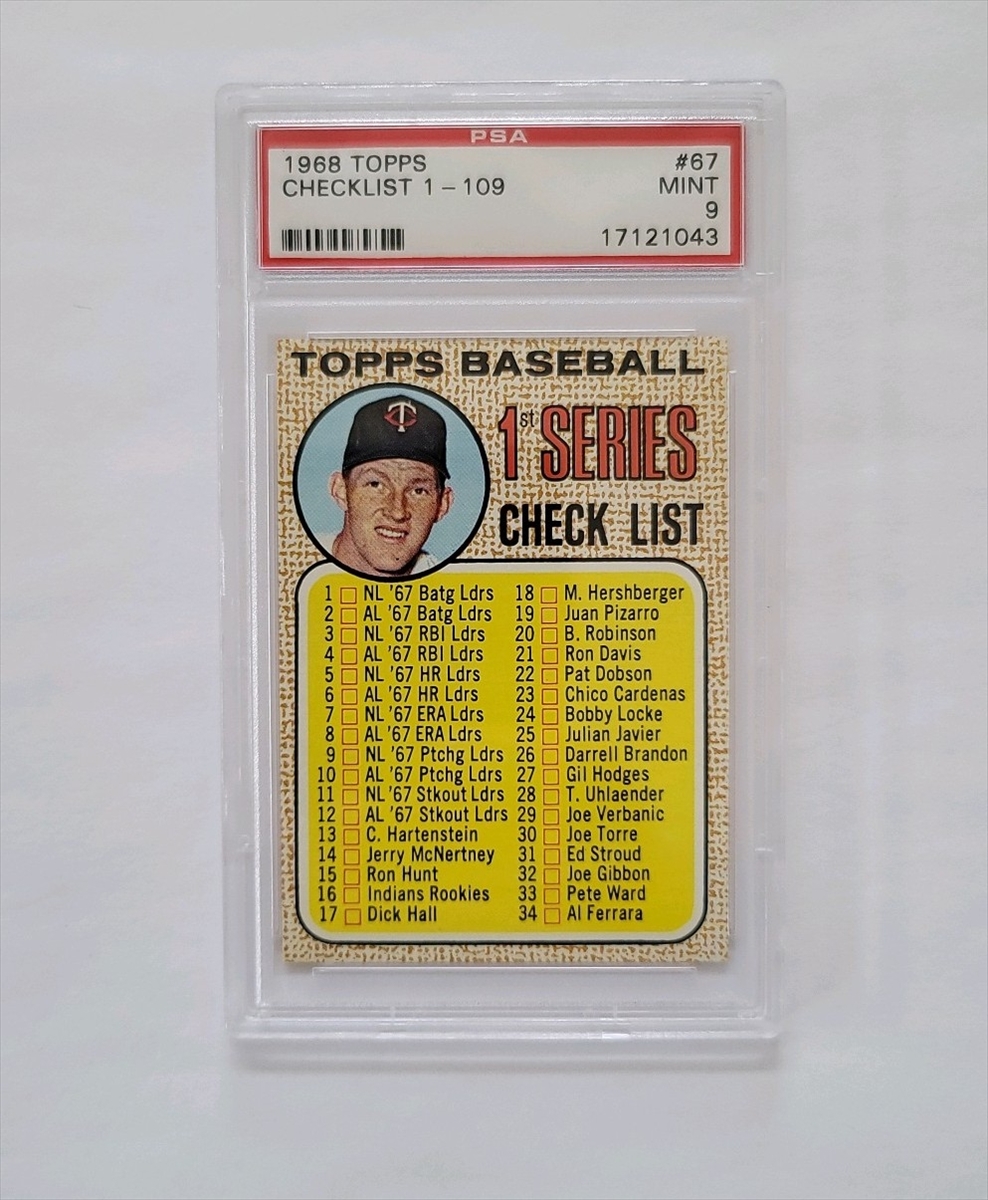 PSA
1968 TOPPS #67
CHECKLIST 1 – 109 MINT
9
17121043
TOPPS BASEBALL
T C
1st SERIES
CHECK LIST
1 NL '67 Batg Ldrs
2 AL '67 Batg Ldrs
3 NL '67 RBI Ldrs
4 AL '67 RBI Ldrs
5 NL '67 HR Ldrs
6 AL '67 HR Ldrs
7 NL '67 ERA Ldrs
8 AL '67 ERA Ldrs
9 NL '67 Ptchg Ldrs
10 AL '67 Ptchg Ldrs
11 NL '67 Stkout Ldrs
12 AL '67 Stkout Ldrs
13 C. Hartenstein
14 Jerry McNertney
15 Ron Hunt
16 Indians Rookies
17 Dick Hall
18 M. Hershberger
19 Juan Pizarro
20 B. Robinson
21 Ron Davis
22 Pat Dobson
23 Chico Cardenas
24 Bobby Locke
25 Julian Javier
26 Darrell Brandon
27 Gil Hodges
28 T. Uhlaender
29 Joe Verbanic
30 Joe Torre
31 Ed Stroud
32 Joe Gibbon
33 Pete Ward
34 Al Ferrara